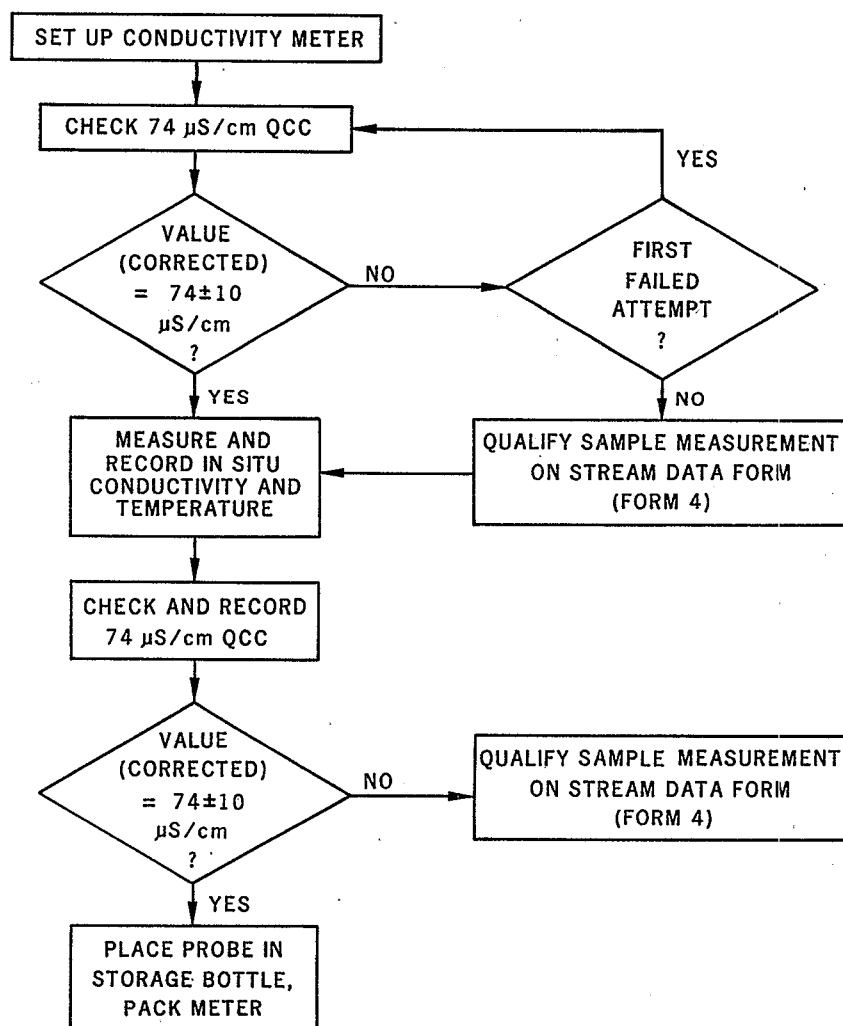 SET UP CONDUCTIVITY METER
CHECK 74 µS/cm QCC
YES
VALUE
(CORRECTED)
= 74±10
µS/cm
?
NO
FIRST
FAILED
ATTEMPT
?
YES
NO
MEASURE AND
RECORD IN SITU
CONDUCTIVITY AND
TEMPERATURE
QUALIFY SAMPLE MEASUREMENT
ON STREAM DATA FORM
(FORM 4)
CHECK AND RECORD
74 µS/cm QCC
VALUE
(CORRECTED)
= 74±10
µS/cm
?
NO
QUALIFY SAMPLE MEASUREMENT
ON STREAM DATA FORM
(FORM 4)
YES
PLACE PROBE IN
STORAGE BOTTLE,
PACK METER